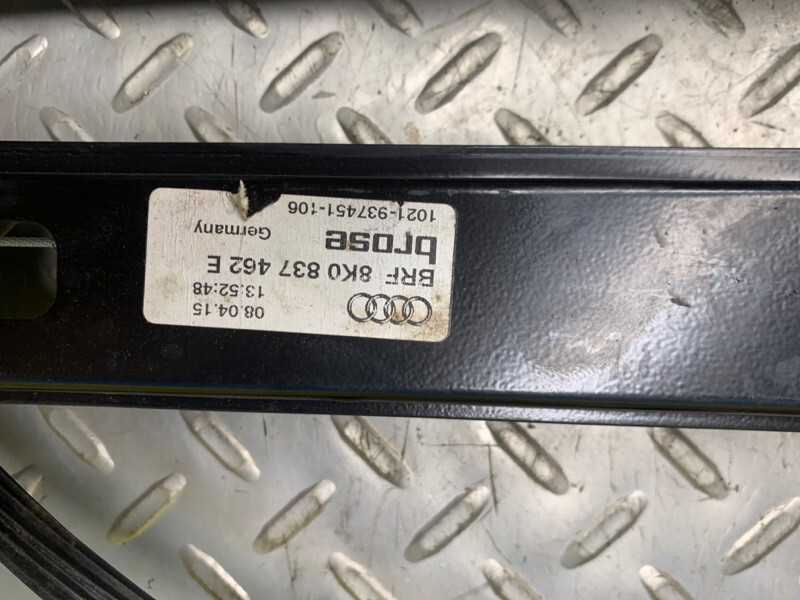 08.04.15
13:52:48
BRF 8K0 837 462 E
brose
Germany
1021-937451-106